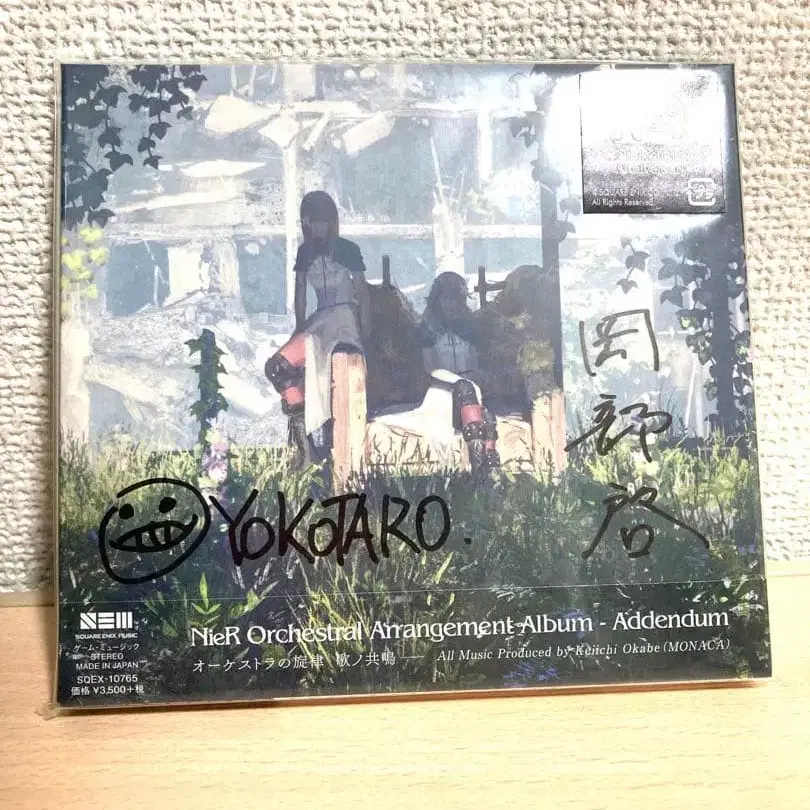 © SQUARE ENIX
All Rights Reserved.
岡部啓
YOKOTARO.
SQUARE ENIX MUSIC
ゲーム・ミュージック
STEREO
MADE IN JAPAN
SQEX-10765
価格 ¥3,500+税
NieR Orchestral Arrangement Album - Addendum
オーケストラの旋律 歌ノ共鳴 — All Music Produced by Keiichi Okabe (MONACA)